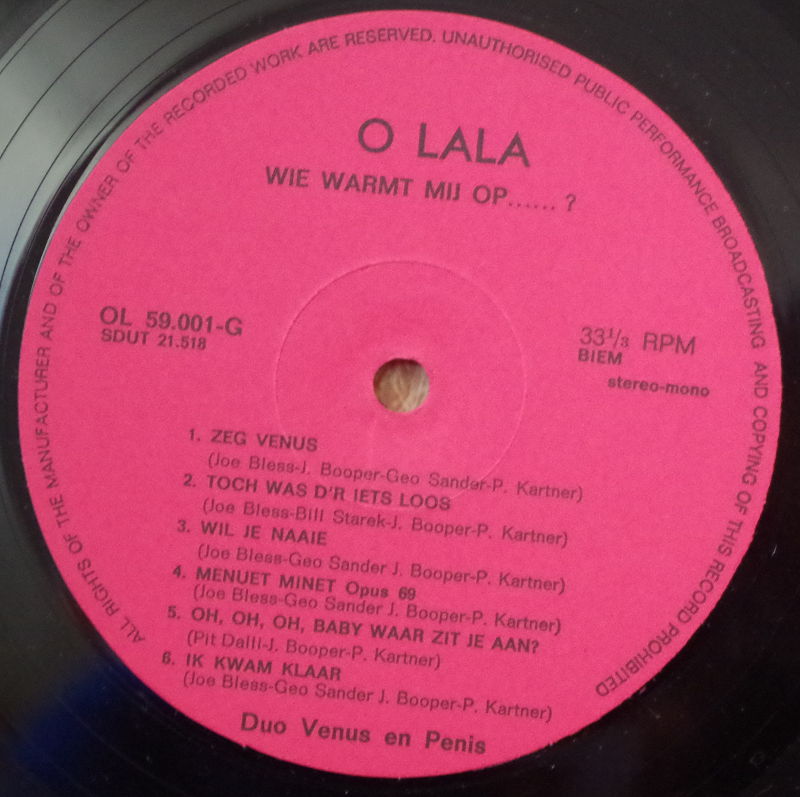 ALL RIGHTS OF THE MANUFACTURER AND OF THE OWNER OF THE RECORDED WORK ARE RESERVED. UNAUTHORISED PUBLIC PERFORMANCE BROADCASTING AND COPYING OF THIS RECORD PROHIBITED
O LALA
WIE WARMT MIJ OP...... ?
OL 59.001-G
SDUT 21.518
33 1/3 RPM
BIEM
stereo-mono
1. ZEG VENUS
(Joe Bless-J. Booper-Geo Sander-P. Kartner)
2. TOCH WAS D'R IETS LOOS
(Joe Bless-Bill Starek-J. Booper-P. Kartner)
3. WIL JE NAAIE
(Joe Bless-Geo Sander J. Booper-P. Kartner)
4. MENUET MINET Opus 69
(Joe Bless-Geo Sander J. Booper-P. Kartner)
5. OH, OH, OH, BABY WAAR ZIT JE AAN?
(Pit Dalli-J. Booper-P. Kartner)
6. IK KWAM KLAAR
(Joe Bless-Geo Sander J. Booper-P. Kartner)
Duo Venus en Penis